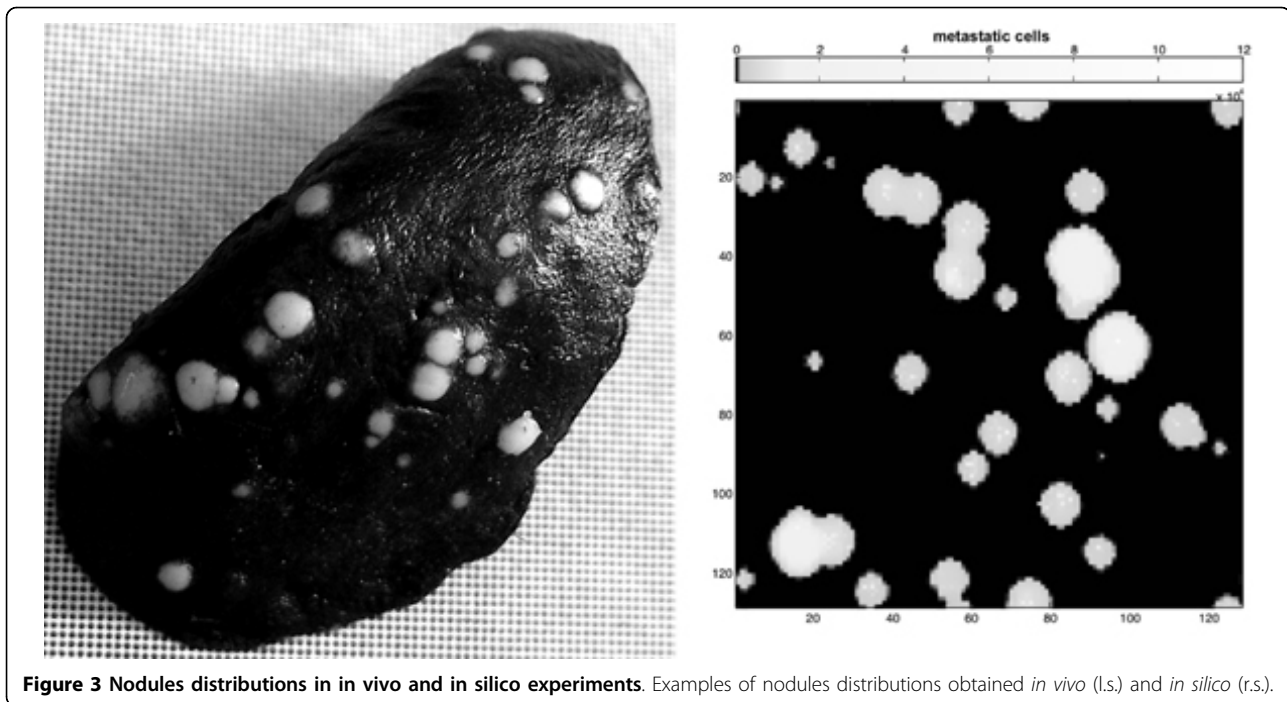 metastatic cells
0 2 4 6 8 10 12
20
40
60
80
100
120
20 40 60 80 100 120
Figure 3 Nodules distributions in in vivo and in silico experiments. Examples of nodules distributions obtained in vivo (l.s.) and in silico (r.s.).